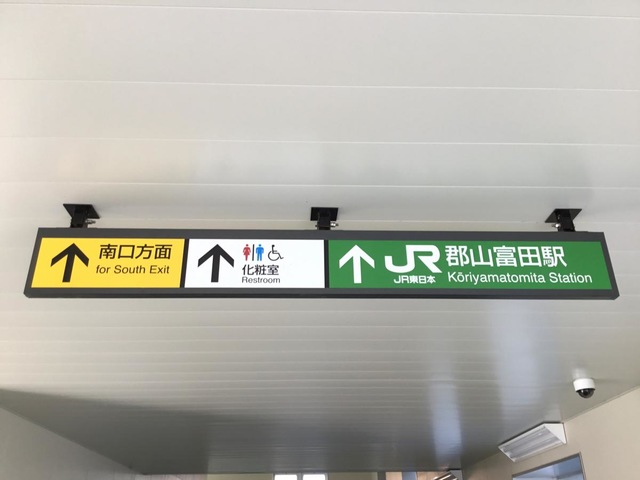 南口方面
for South Exit
化粧室
Restroom
JR 郡山富田駅
JR東日本 Kōriyamatomita Station